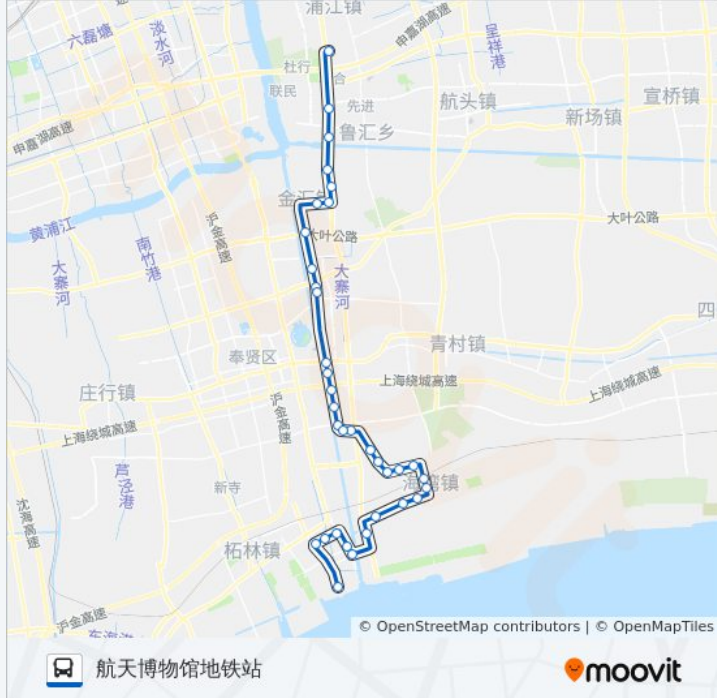 浦江镇
申嘉湖高速
呈祥港
六磊塘
淡水河
杜行
合
联民
先进
航头镇
宣桥镇
新场镇
鲁汇乡
申嘉湖高速
金汇镇
沪金高速
大叶公路
大叶公路
黄浦江
南竹港
大寨河
大寨河
四
青村镇
奉贤区
上海绕城高速
上海绕城高速
庄行镇
沪金高速
上海绕城高速
芦泾港
新寺
海湾镇
沈海高速
柘林镇
沪金高速
© OpenStreetMap contributors | © OpenMapTiles
航天博物馆地铁站
moovit